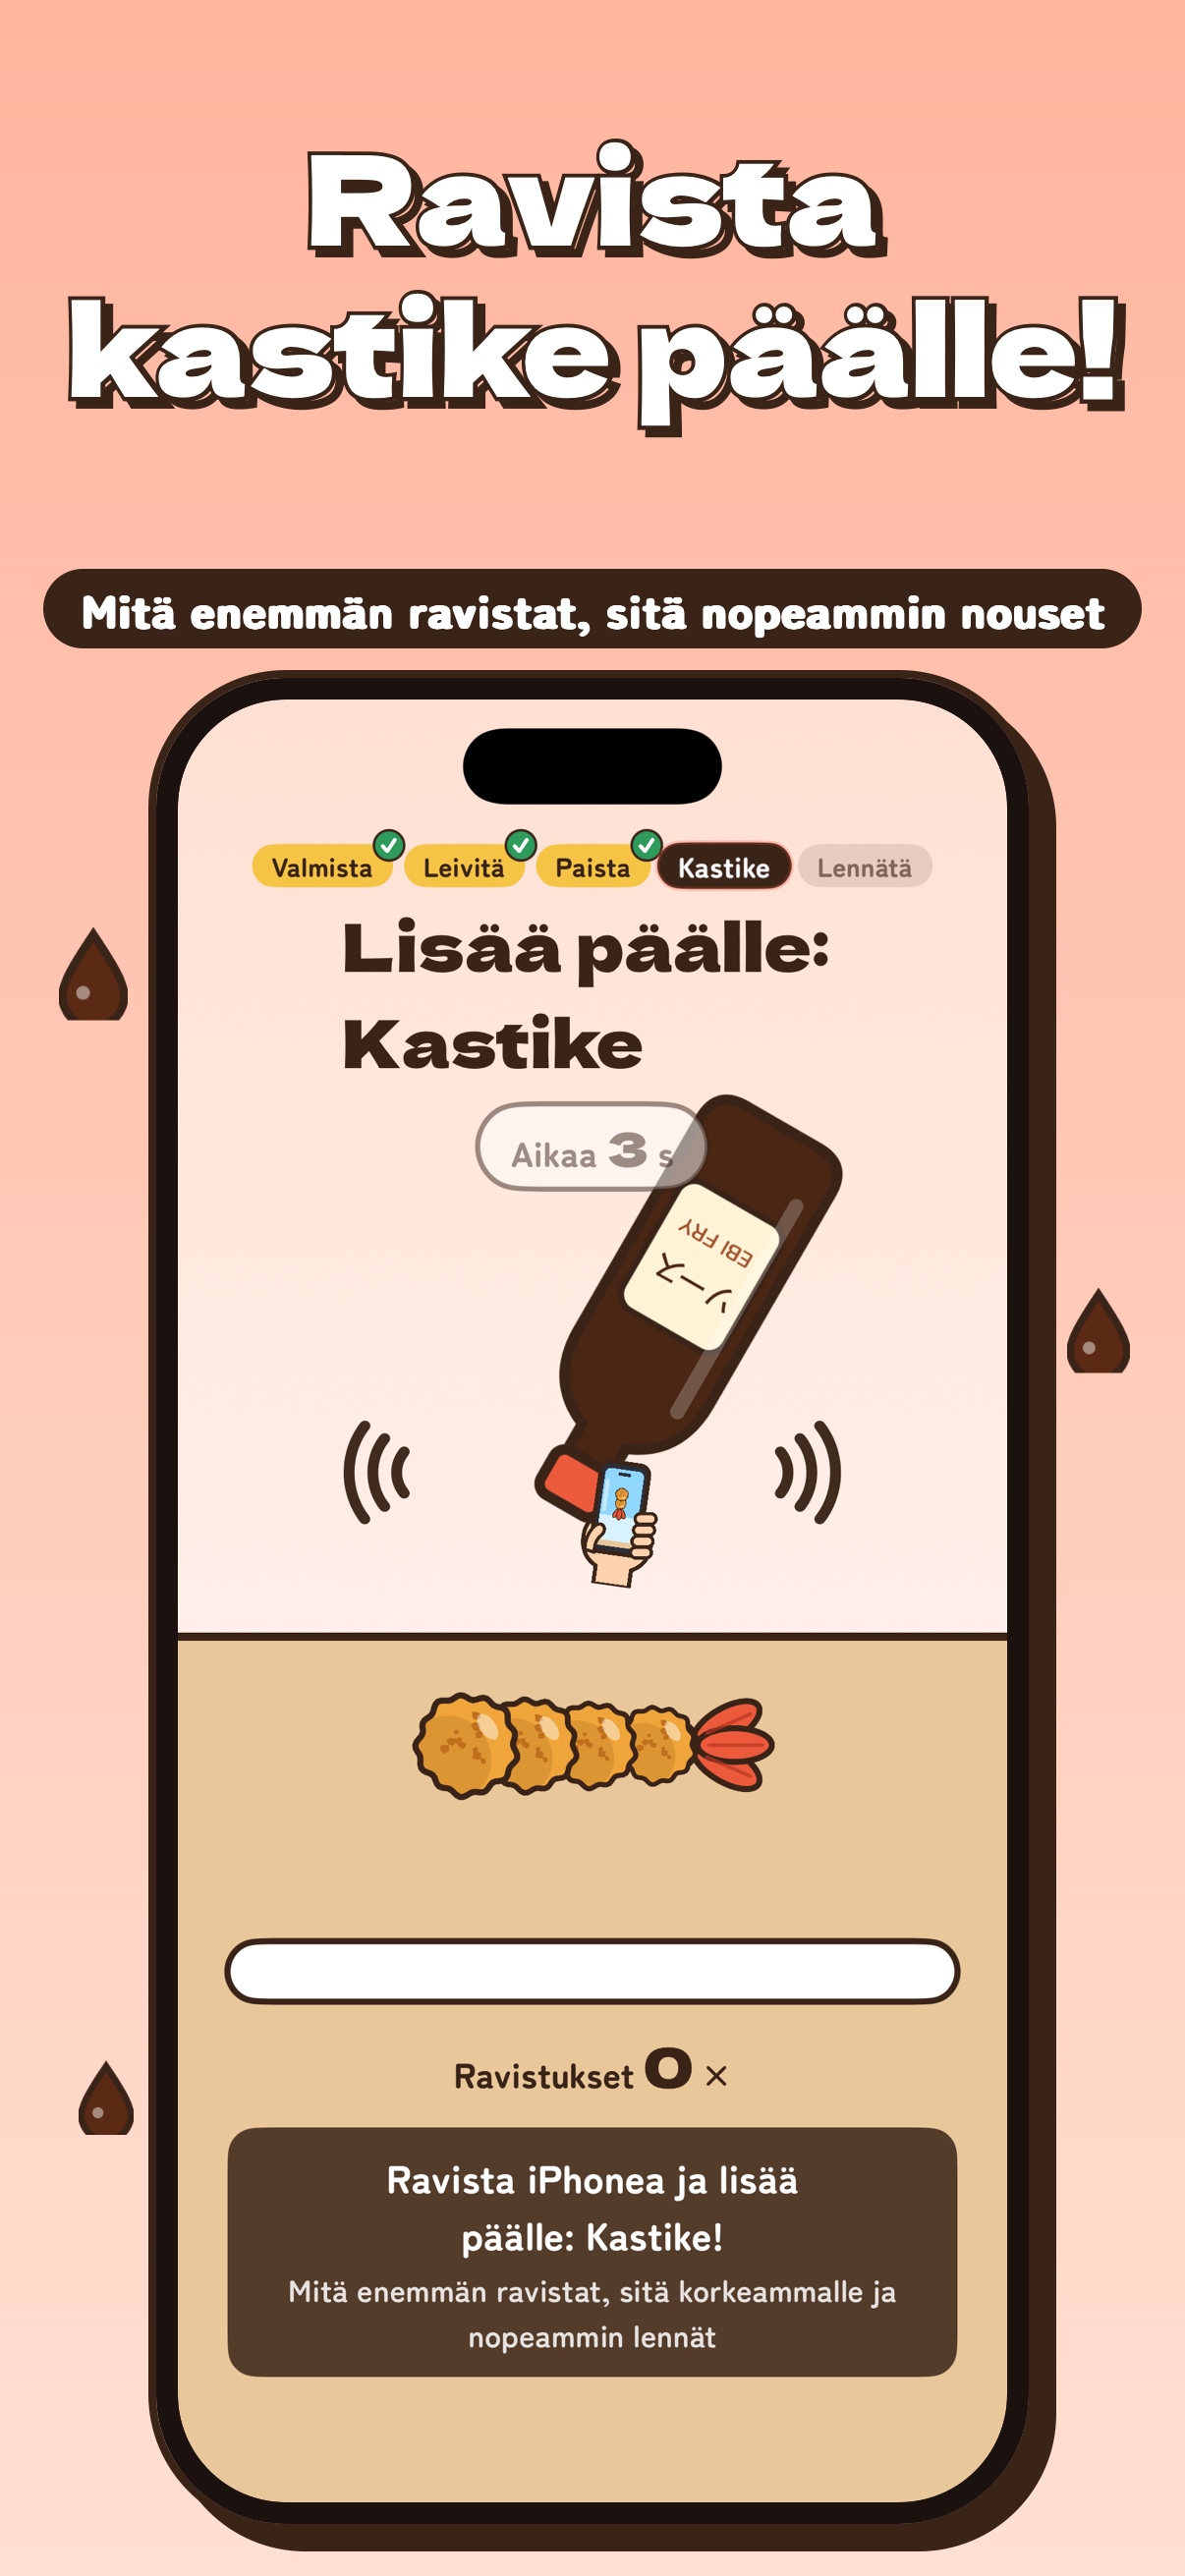 Ravista
kastike päälle!
Mitä enemmän ravistat, sitä nopeammin nouset
Valmista
Leivitä
Paista
Kastike
Lennätä
Lisää päälle:
Kastike
Aikaa 3 s
EBI FRY
ソース
Ravistukset 0 ×
Ravista iPhonea ja lisää
päälle: Kastike!
Mitä enemmän ravistat, sitä korkeammalle ja
nopeammin lennät